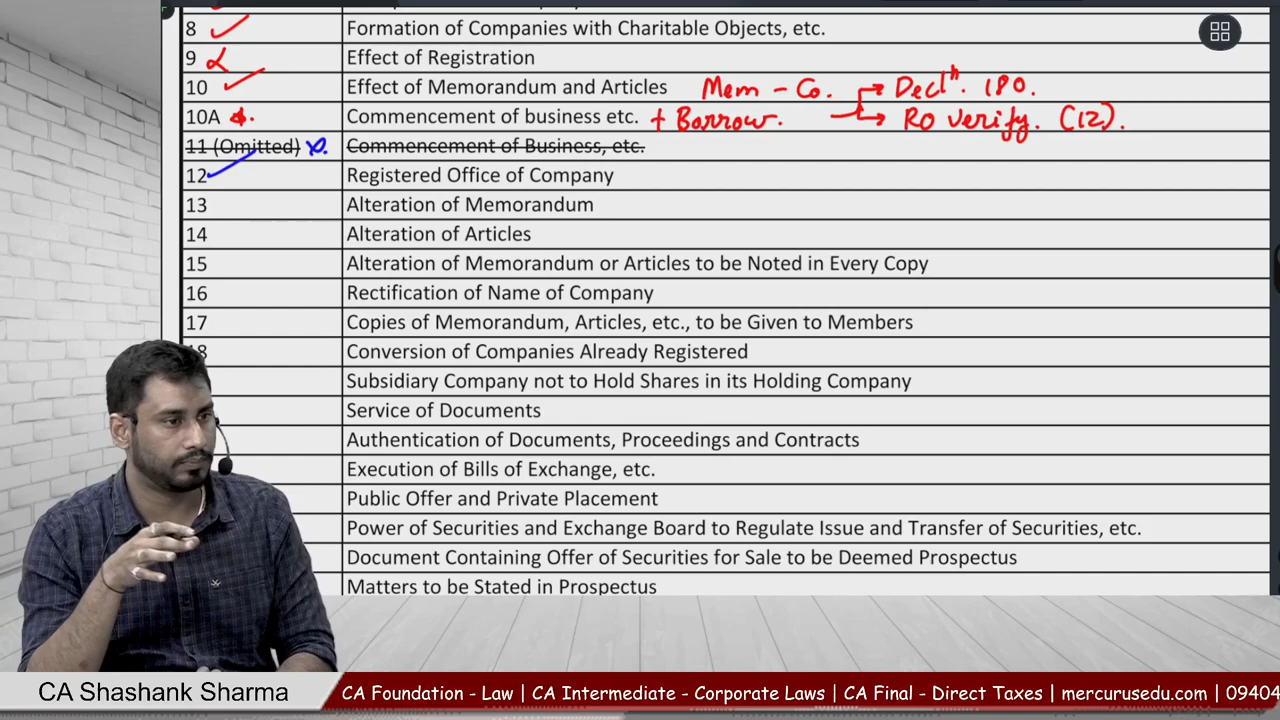 8 Formation of Companies with Charitable Objects, etc.
9 Effect of Registration
10 Effect of Memorandum and Articles Mem - Co. → Declⁿ. 180.
10A Commencement of business etc. + Borrow. → RO verify. (12).
11 (Omitted) Commencement of Business, etc.
12 Registered Office of Company
13 Alteration of Memorandum
14 Alteration of Articles
15 Alteration of Memorandum or Articles to be Noted in Every Copy
16 Rectification of Name of Company
17 Copies of Memorandum, Articles, etc., to be Given to Members
18 Conversion of Companies Already Registered
Subsidiary Company not to Hold Shares in its Holding Company
Service of Documents
Authentication of Documents, Proceedings and Contracts
Execution of Bills of Exchange, etc.
Public Offer and Private Placement
Power of Securities and Exchange Board to Regulate Issue and Transfer of Securities, etc.
Document Containing Offer of Securities for Sale to be Deemed Prospectus
Matters to be Stated in Prospectus
CA Shashank Sharma
CA Foundation - Law | CA Intermediate - Corporate Laws | CA Final - Direct Taxes | mercurusedu.com | 09404